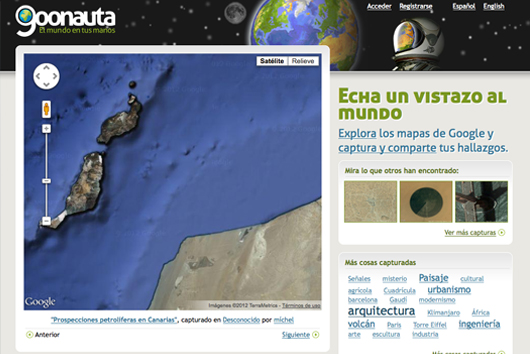 goonauta
El mundo en tus manos
Acceder Registrarse Español English
Satélite Relieve
Google
Imágenes ©2012 TerraMetrics - Términos de uso
"Prospecciones petrolíferas en Canarias", capturado en Desconocido por michel
Anterior Siguiente
Echa un vistazo al
mundo
Explora los mapas de Google y
captura y comparte tus hallazgos.
Mira lo que otros han encontrado:
Ver más capturas
Más cosas capturadas
Señales misterio Paisaje cultural
agrícola Cuadrícula urbanismo
barcelona Gaudí modernismo
arquitectura Kilimanjaro África
volcán París Torre Eiffel ingeniería
arte escultura industria
Más cosas capturadas